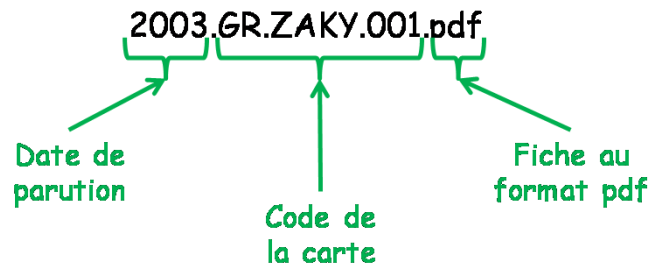 2003.GR.ZAKY.001.pdf
Date de
parution
Code de
la carte
Fiche au
format pdf